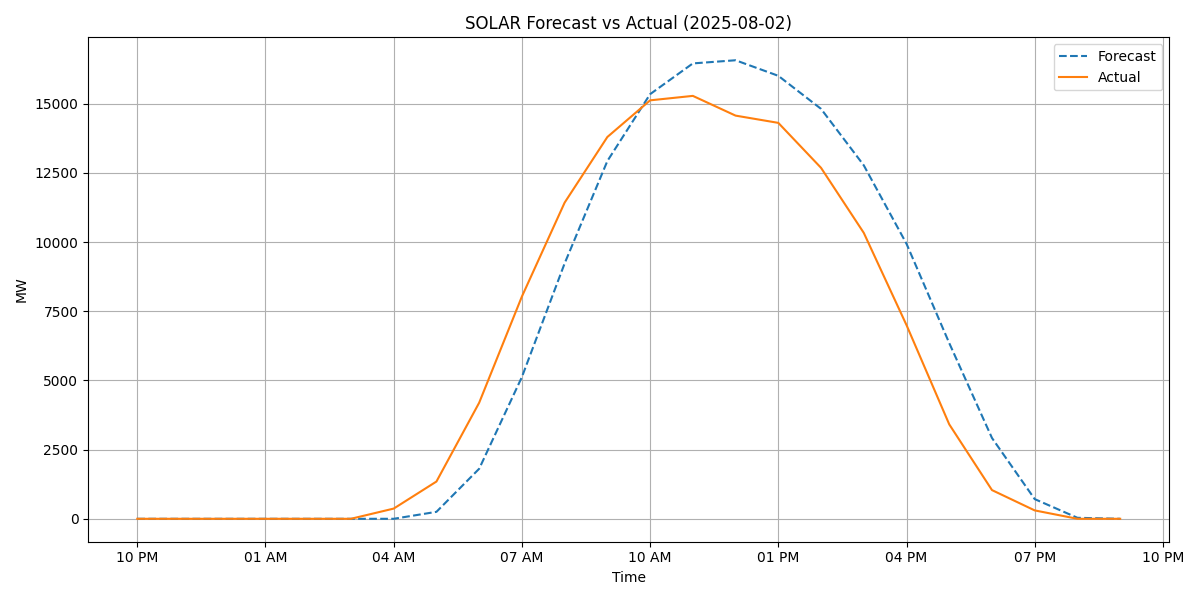 SOLAR Forecast vs Actual (2025-08-02)
Forecast
Actual
15000
12500
10000
7500
5000
2500
0
MW
10 PM 01 AM 04 AM 07 AM 10 AM 01 PM 04 PM 07 PM 10 PM
Time